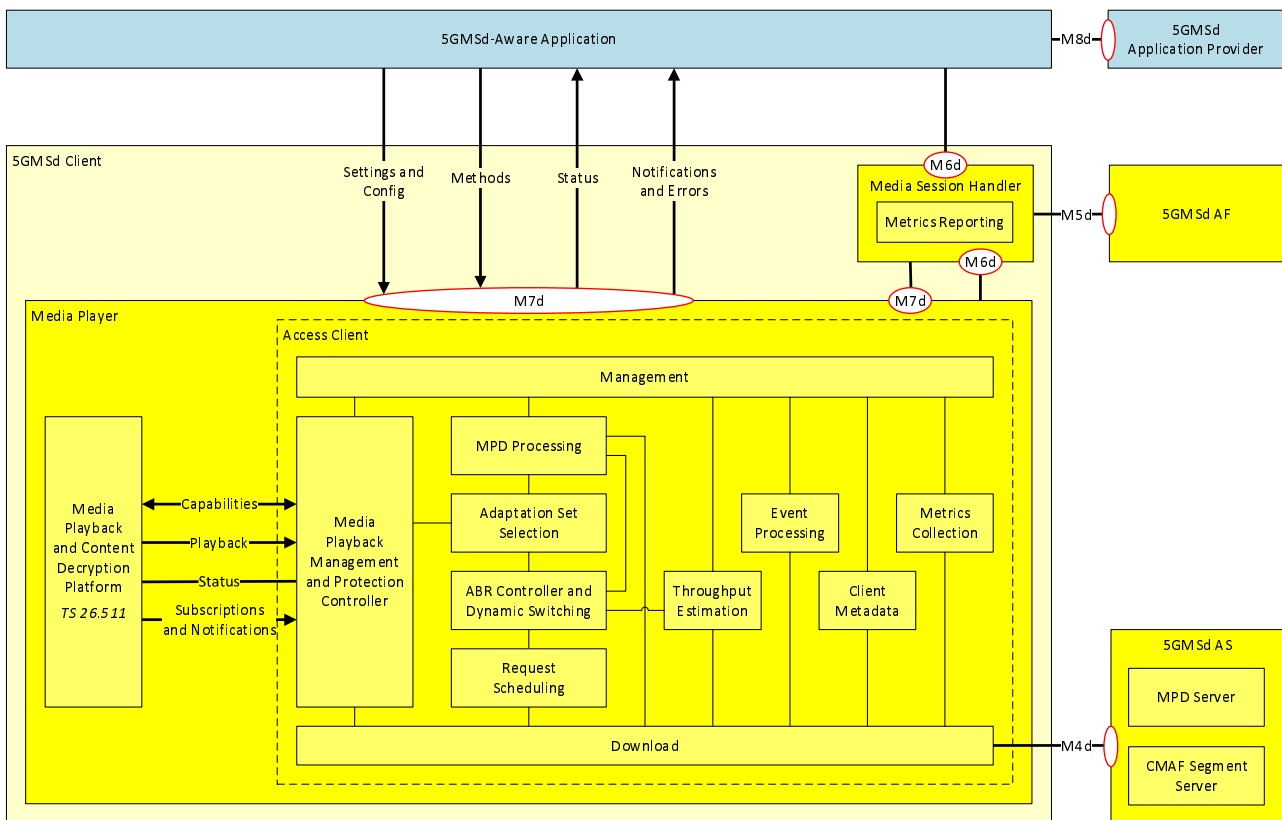 5GMSd-Aware Application
M8d
5GMSd
Application Provider
5GMSd Client
Settings and
Config
Methods
Status
Notifications
and Errors
M6d
Media Session Handler
Metrics Reporting
M5d
5GMSd AF
M6d
M7d
M7d
Media Player
Access Client
Management
Media
Playback
and Content
Decryption
Platform
TS 26.511
Capabilities
Playback
Status
Subscriptions
and Notifications
Media
Playback
Management
and Protection
Controller
MPD Processing
Adaptation Set
Selection
ABR Controller and
Dynamic Switching
Request
Scheduling
Throughput
Estimation
Event
Processing
Client
Metadata
Metrics
Collection
Download
M4d
5GMSd AS
MPD Server
CMAF Segment
Server